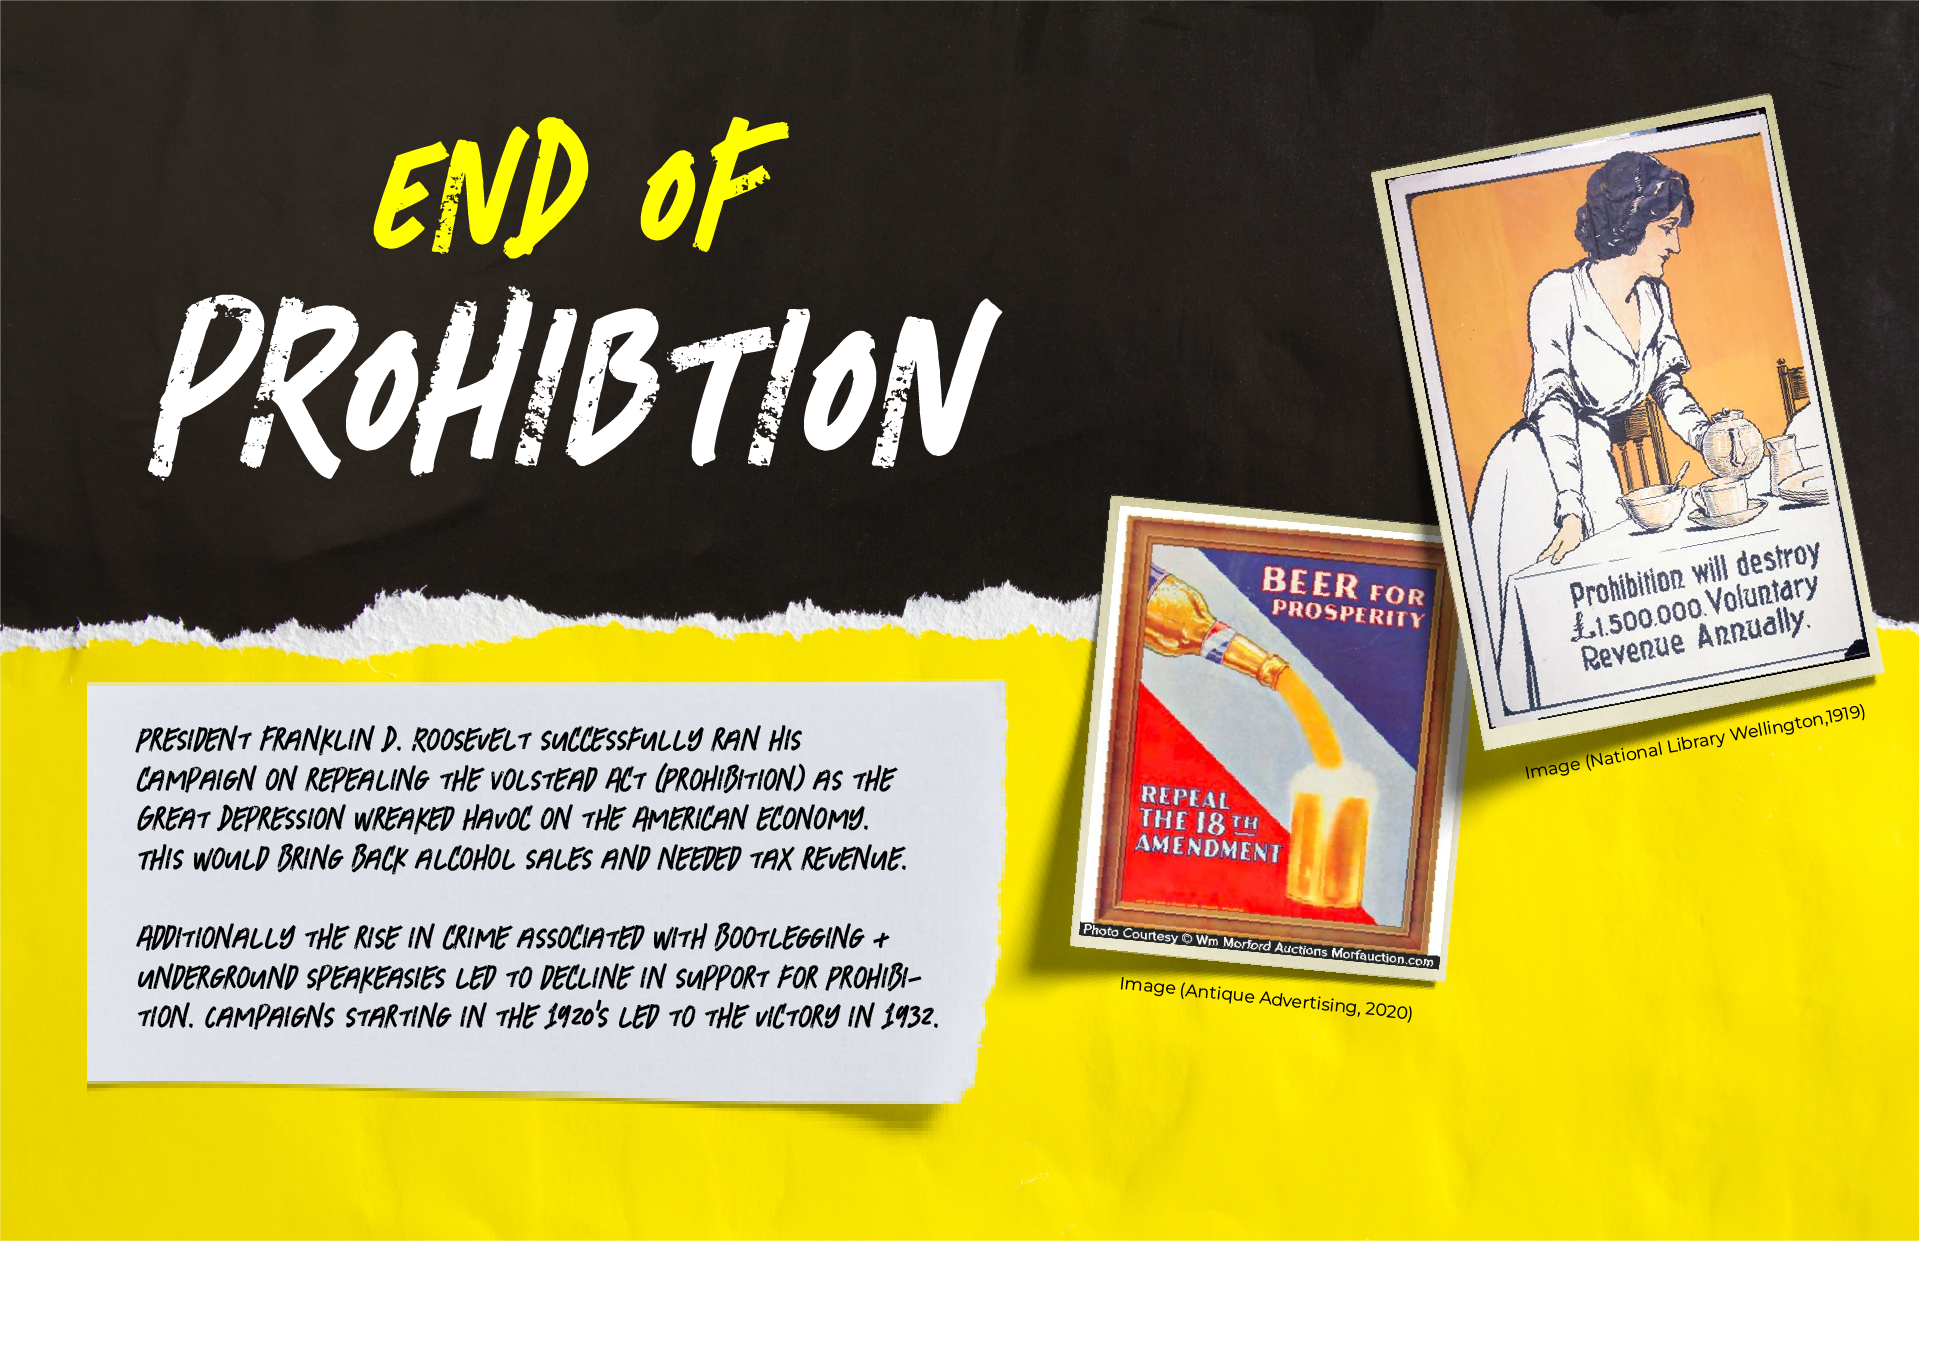 END OF
PROHIBTION
PRESIDENT FRANKLIN D. ROOSEVELT SUCCESSFULLY RAN HIS
CAMPAIGN ON REPEALING THE VOLSTEAD ACT (PROHIBITION) AS THE
GREAT DEPRESSION WREAKED HAVOC ON THE AMERICAN ECONOMY.
THIS WOULD BRING BACK ALCOHOL SALES AND NEEDED TAX REVENUE.
ADDITIONALLY THE RISE IN CRIME ASSOCIATED WITH BOOTLEGGING +
UNDERGROUND SPEAKEASIES LED TO DECLINE IN SUPPORT FOR PROHIBI-
TION. CAMPAIGNS STARTING IN THE 1920'S LED TO THE VICTORY IN 1932.
BEER FOR
PROSPERITY
REPEAL
THE 18TH
AMENDMENT
Photo Courtesy © Wm Morford Auctions Morfauction.com
Image (Antique Advertising, 2020)
Prohibition will destroy
£1.500.000. Voluntary
Revenue Annually.
Image (National Library Wellington,1919)